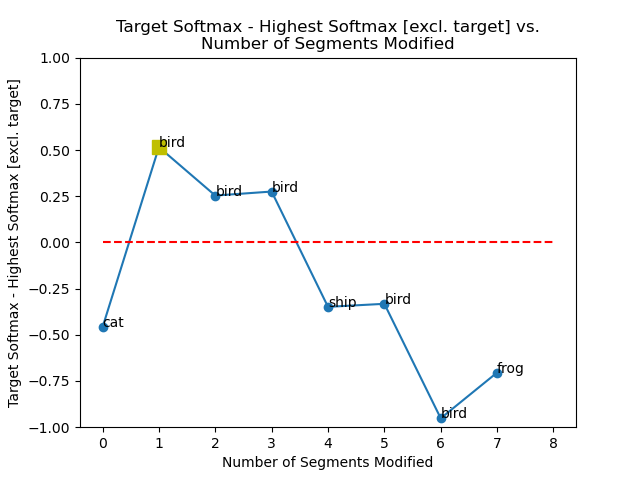 Target Softmax - Highest Softmax [excl. target] vs.
Number of Segments Modified
Target Softmax - Highest Softmax [excl. target]
1.00
0.75
0.50
0.25
0.00
−0.25
−0.50
−0.75
−1.00
cat
bird
bird
bird
ship
bird
bird
frog
0 1 2 3 4 5 6 7 8
Number of Segments Modified